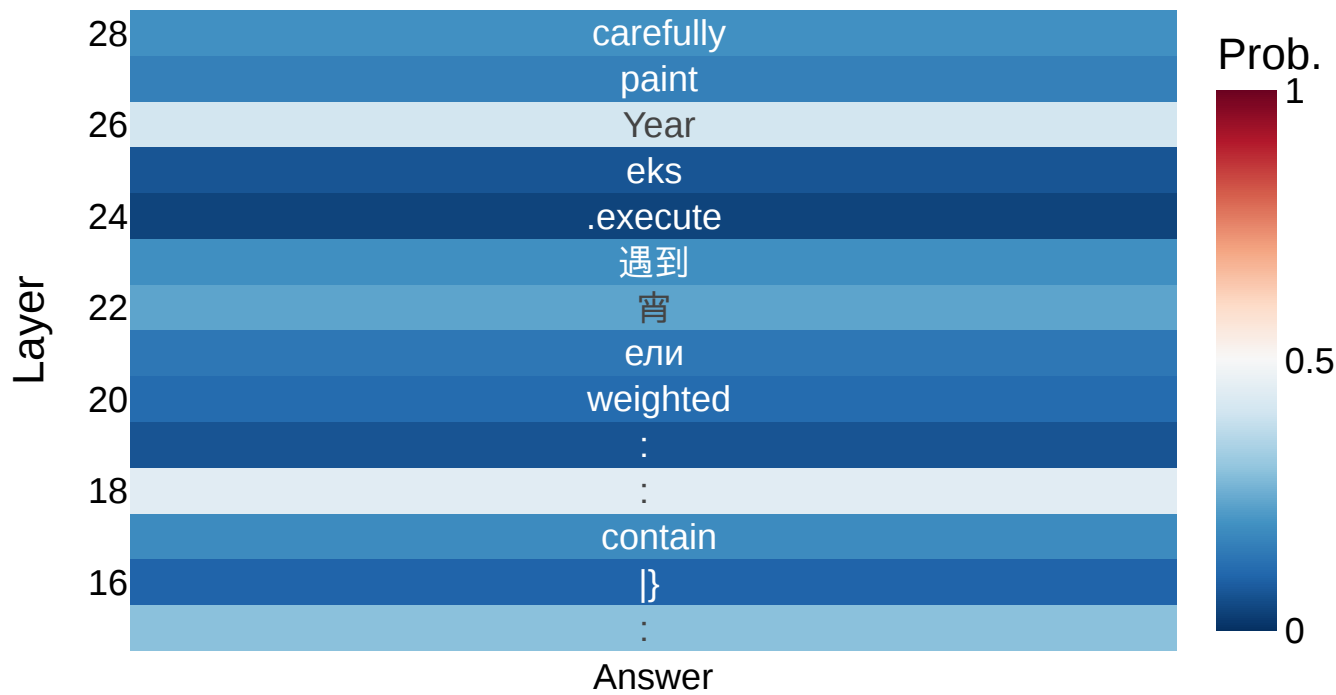 28
carefully
paint
26
Year
eks
24
.execute
遇到
22
宵
ели
20
weighted
:
18
:
contain
16
|}
:
Layer
Answer
Prob.
1
0.5
0